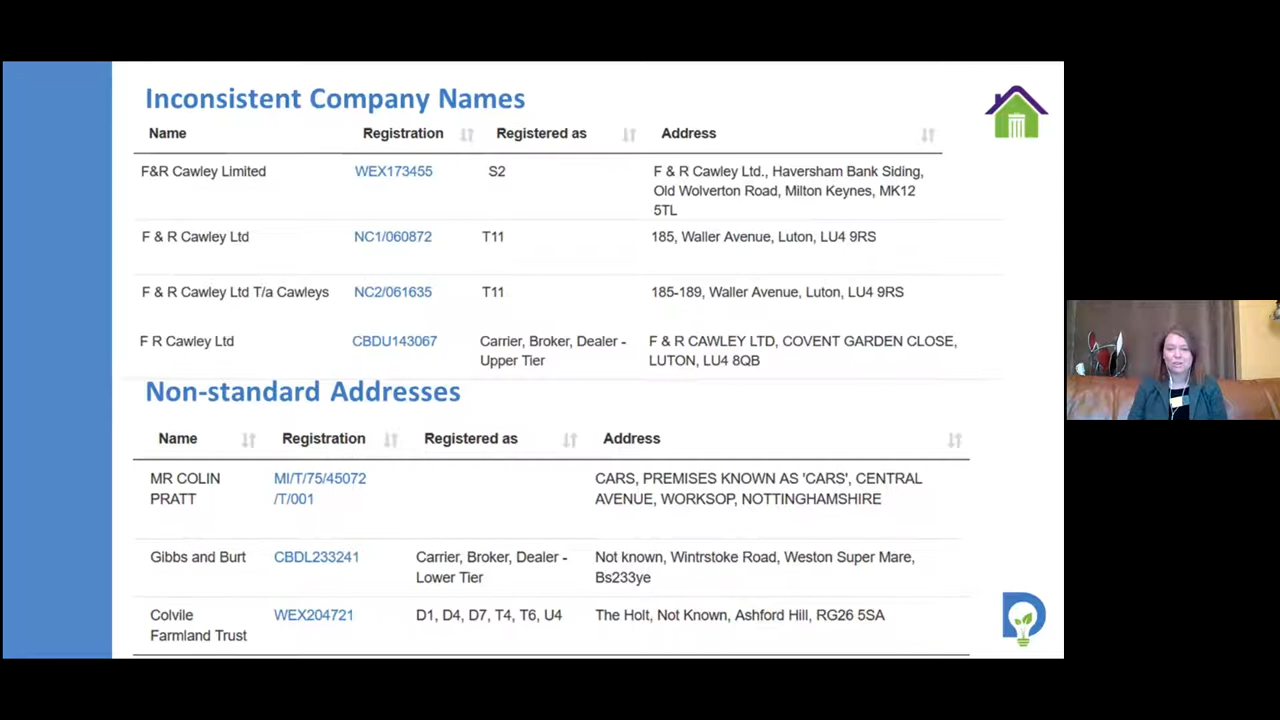 Inconsistent Company Names
Name Registration Registered as Address
F&R Cawley Limited WEX173455 S2 F & R Cawley Ltd., Haversham Bank Siding,
Old Wolverton Road, Milton Keynes, MK12
5TL
F & R Cawley Ltd NC1/060872 T11 185, Waller Avenue, Luton, LU4 9RS
F & R Cawley Ltd T/a Cawleys NC2/061635 T11 185-189, Waller Avenue, Luton, LU4 9RS
F R Cawley Ltd CBDU143067 Carrier, Broker, Dealer - F & R CAWLEY LTD, COVENT GARDEN CLOSE,
Upper Tier LUTON, LU4 8QB
Non-standard Addresses
Name Registration Registered as Address
MR COLIN MI/T/75/45072 CARS, PREMISES KNOWN AS 'CARS', CENTRAL
PRATT /T/001 AVENUE, WORKSOP, NOTTINGHAMSHIRE
Gibbs and Burt CBDL233241 Carrier, Broker, Dealer - Not known, Wintrstoke Road, Weston Super Mare,
Lower Tier Bs233ye
Colvile WEX204721 D1, D4, D7, T4, T6, U4 The Holt, Not Known, Ashford Hill, RG26 5SA
Farmland Trust